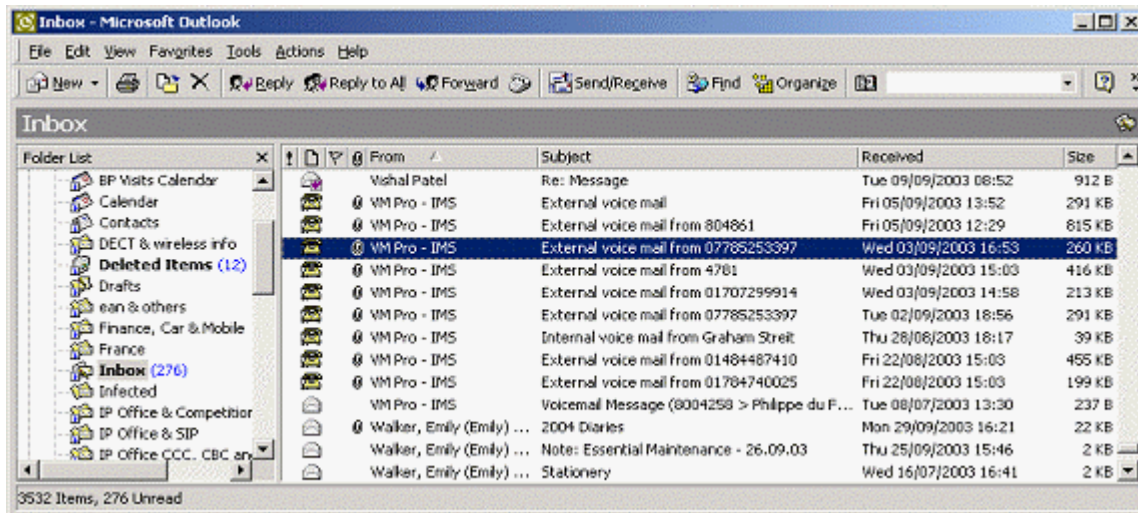 Inbox - Microsoft Outlook
File Edit View Favorites Tools Actions Help
New Reply Reply to All Forward Send/Receive Find Organize
Inbox
Folder List
BP Visits Calendar
Calendar
Contacts
DECT & wireless info
Deleted Items (12)
Drafts
ean & others
Finance, Car & Mobile
France
Inbox (276)
Infected
IP Office & Competition
IP Office & SIP
IP Office CCC, CBC an
! From Subject Received Size
Vishal Patel Re: Message Tue 09/09/2003 08:52 912 B
VM Pro - IMS External voice mail Fri 05/09/2003 13:52 291 KB
VM Pro - IMS External voice mail from 804861 Fri 05/09/2003 12:29 815 KB
VM Pro - IMS External voice mail from 07785253397 Wed 03/09/2003 16:53 260 KB
VM Pro - IMS External voice mail from 4781 Wed 03/09/2003 15:03 416 KB
VM Pro - IMS External voice mail from 01707299914 Wed 03/09/2003 14:58 213 KB
VM Pro - IMS External voice mail from 07785253397 Tue 02/09/2003 18:56 291 KB
VM Pro - IMS Internal voice mail from Graham Streit Thu 28/08/2003 18:17 39 KB
VM Pro - IMS External voice mail from 01484487410 Fri 22/08/2003 15:03 455 KB
VM Pro - IMS External voice mail from 01784740025 Fri 22/08/2003 15:03 199 KB
VM Pro - IMS Voicemail Message (8004258 > Philippe du F... Tue 08/07/2003 13:30 237 B
Walker, Emily (Emily) ... 2004 Diaries Mon 29/09/2003 16:21 22 KB
Walker, Emily (Emily) ... Note: Essential Maintenance - 26.09.03 Thu 25/09/2003 15:46 2 KB
Walker, Emily (Emily) ... Stationery Wed 16/07/2003 16:41 2 KB
3532 Items, 276 Unread